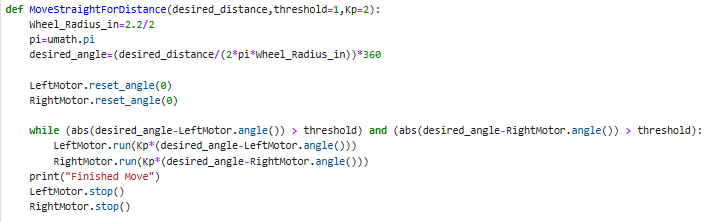 def MoveStraightForDistance(desired_distance,threshold=1,Kp=2):
    Wheel_Radius_in=2.2/2
    pi=umath.pi
    desired_angle=(desired_distance/(2*pi*Wheel_Radius_in))*360

    LeftMotor.reset_angle(0)
    RightMotor.reset_angle(0)

    while (abs(desired_angle-LeftMotor.angle()) > threshold) and (abs(desired_angle-RightMotor.angle()) > threshold):
        LeftMotor.run(Kp*(desired_angle-LeftMotor.angle()))
        RightMotor.run(Kp*(desired_angle-RightMotor.angle()))
    print("Finished Move")
    LeftMotor.stop()
    RightMotor.stop()